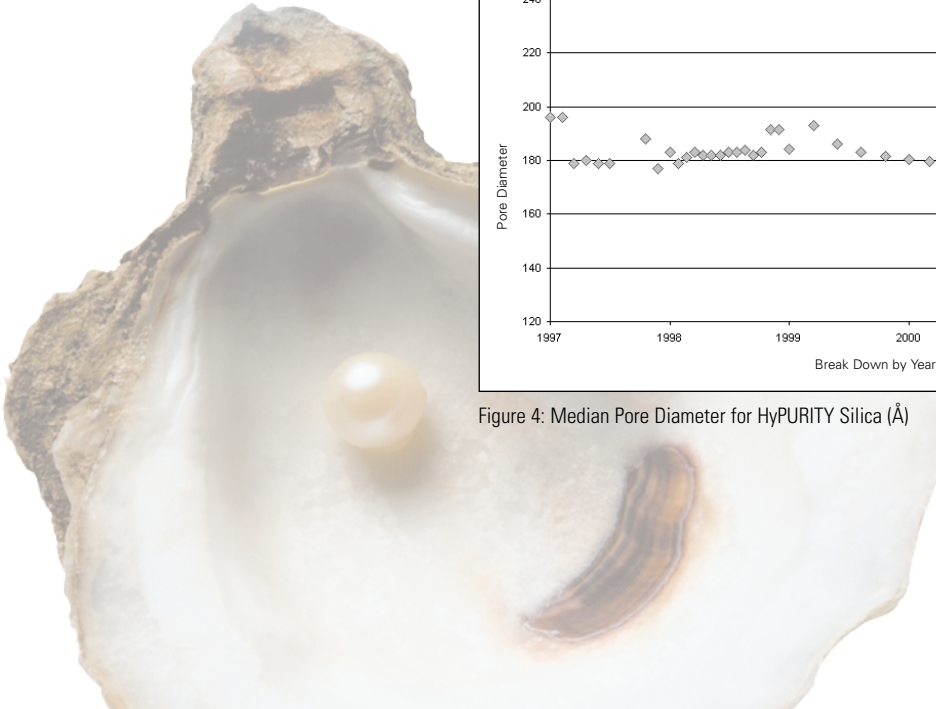 240
220
200
180
160
140
120
Pore Diameter
1997 1998 1999 2000
Break Down by Year
Figure 4: Median Pore Diameter for HyPURITY Silica (Å)